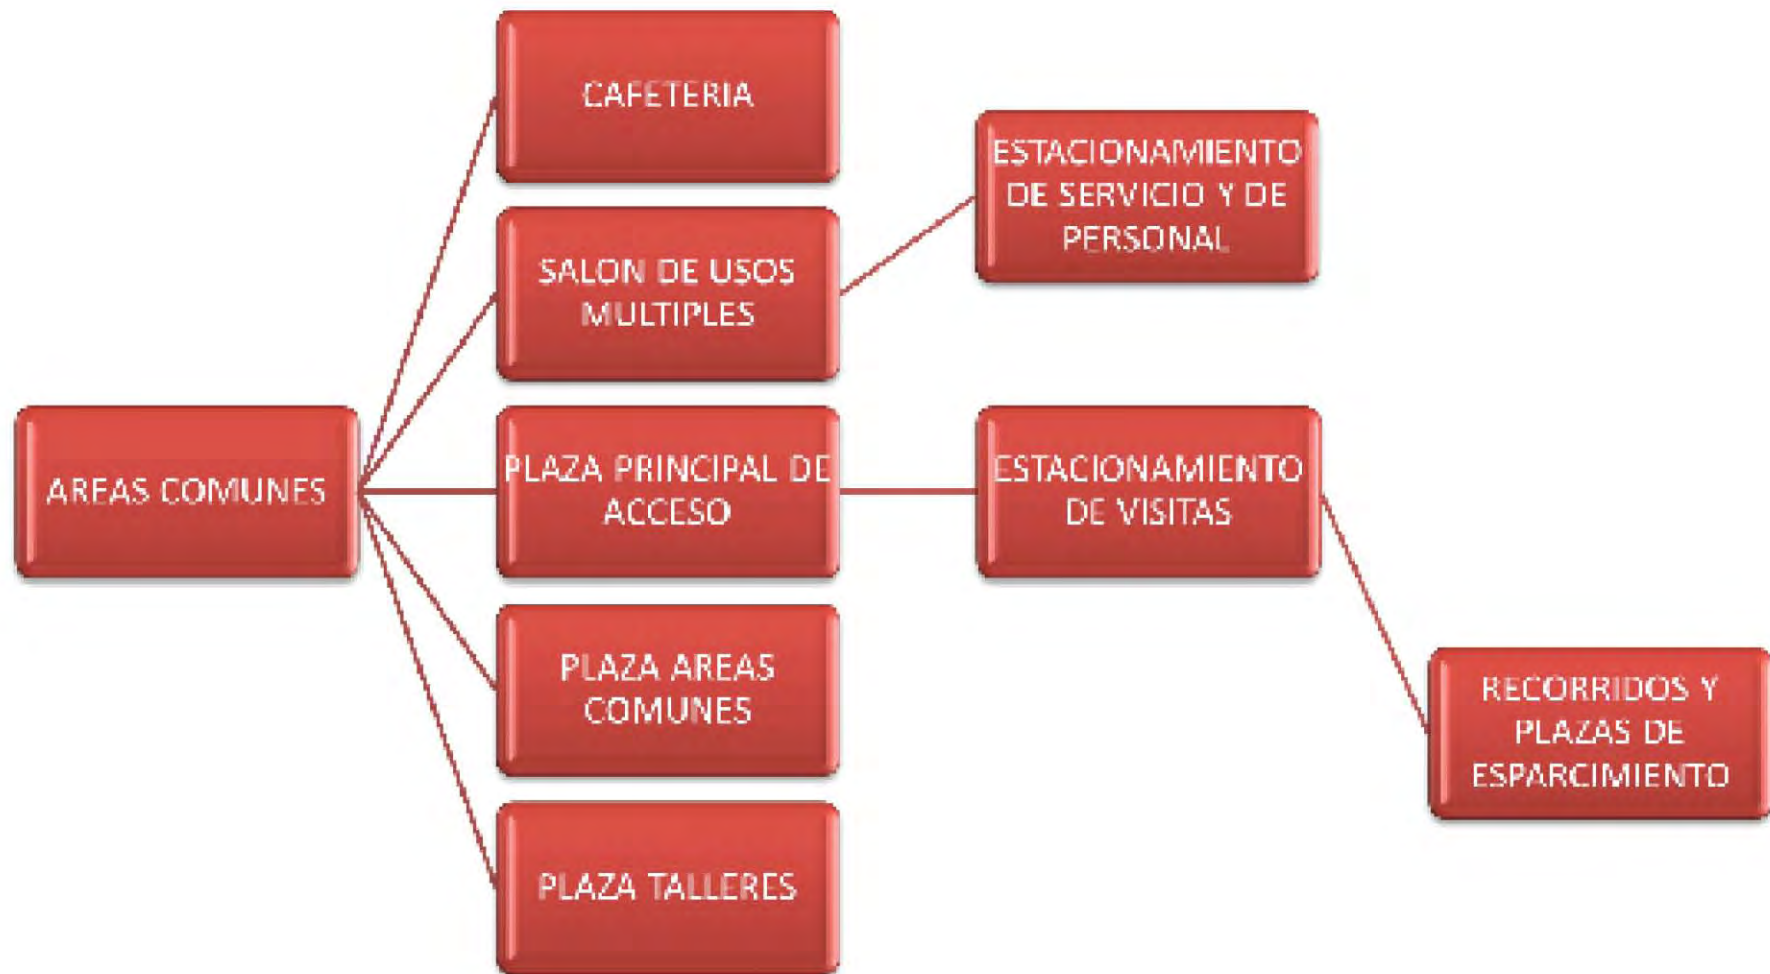 CAFETERIA
ESTACIONAMIENTO
DE SERVICIO Y DE
PERSONAL
SALON DE USOS
MULTIPLES
AREAS COMUNES
PLAZA PRINCIPAL DE
ACCESO
ESTACIONAMIENTO
DE VISITAS
PLAZA AREAS
COMUNES
RECORRIDOS Y
PLAZAS DE
ESPARCIMIENTO
PLAZA TALLERES